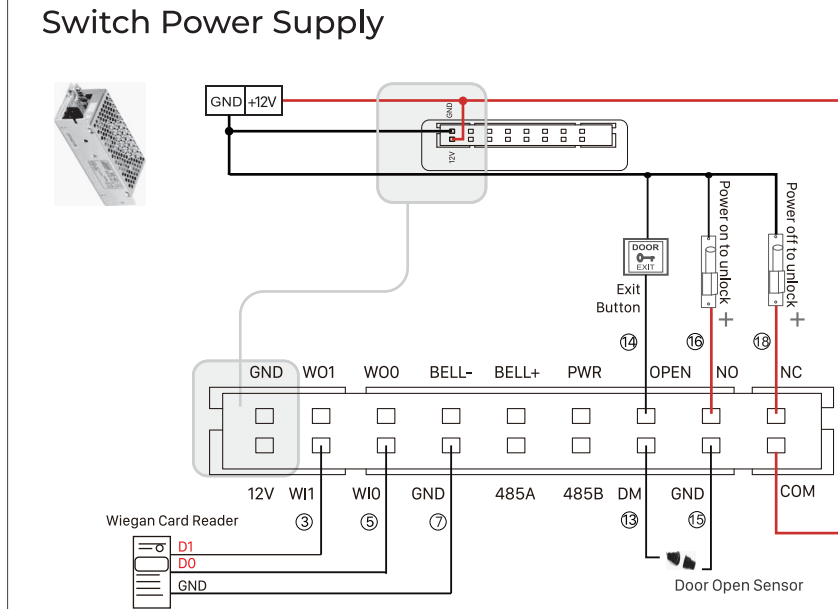 Switch Power Supply
GND +12V
GND
12V
Power on to unlock
+
Power off to unlock
+
DOOR
EXIT
Exit
Button
⑭ ⑯ ⑱
GND WO1 WO0 BELL- BELL+ PWR OPEN NO NC
12V WI1 WI0 GND 485A 485B DM GND COM
③ ⑤ ⑦ ⑬ ⑮
Wiegan Card Reader
D1
D0
GND
Door Open Sensor